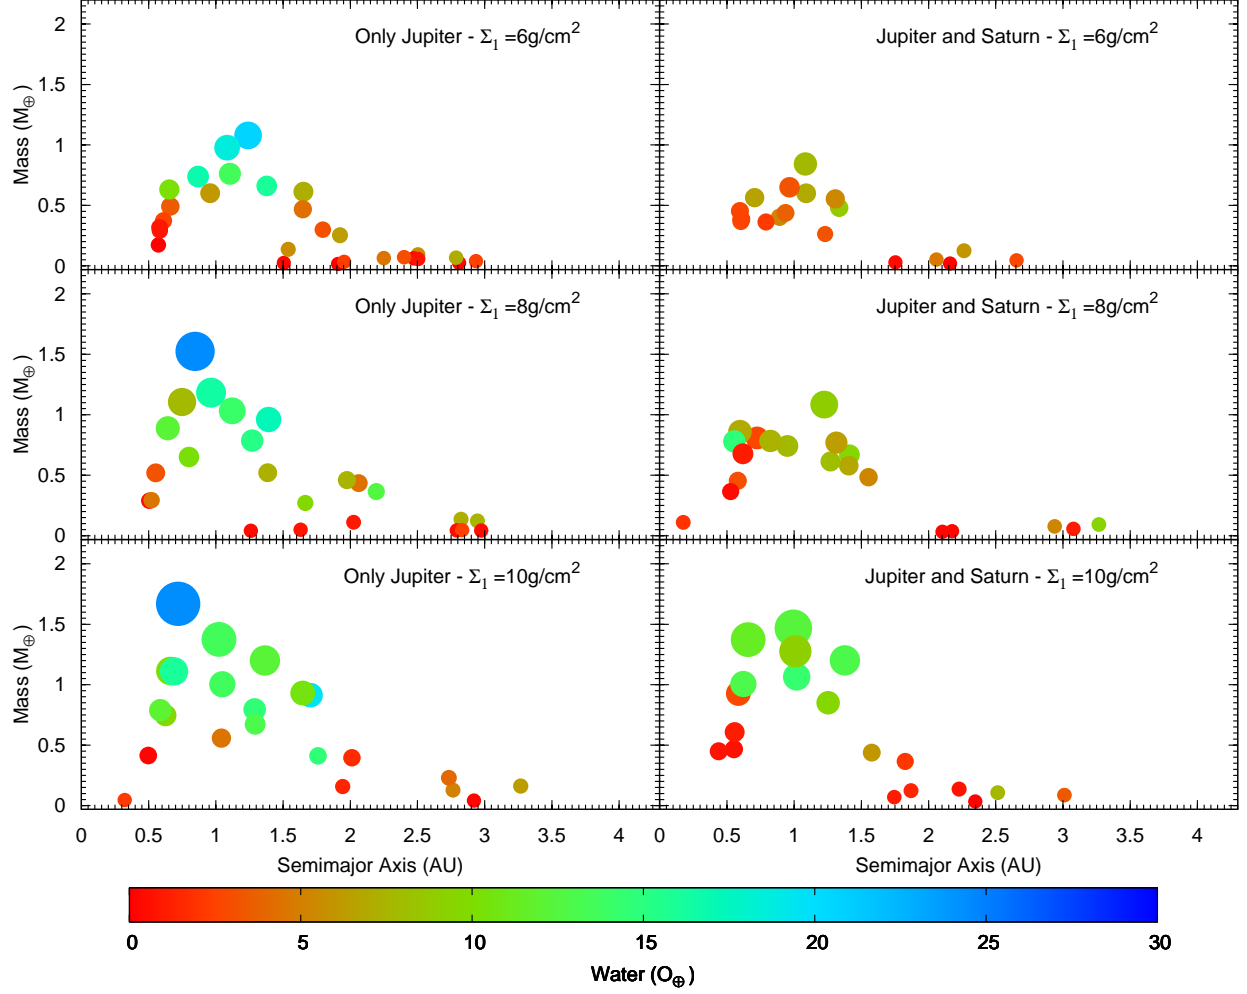 Only Jupiter - Σ₁ =6g/cm²
Jupiter and Saturn - Σ₁ =6g/cm²
2
1.5
1
0.5
0
Mass (M⊕)
Only Jupiter - Σ₁ =8g/cm²
Jupiter and Saturn - Σ₁ =8g/cm²
2
1.5
1
0.5
0
Mass (M⊕)
Only Jupiter - Σ₁ =10g/cm²
Jupiter and Saturn - Σ₁ =10g/cm²
2
1.5
1
0.5
0
Mass (M⊕)
0 0.5 1 1.5 2 2.5 3 3.5 4 0.5 1 1.5 2 2.5 3 3.5 4
Semimajor Axis (AU) Semimajor Axis (AU)
0 5 10 15 20 25 30
Water (O⊕)